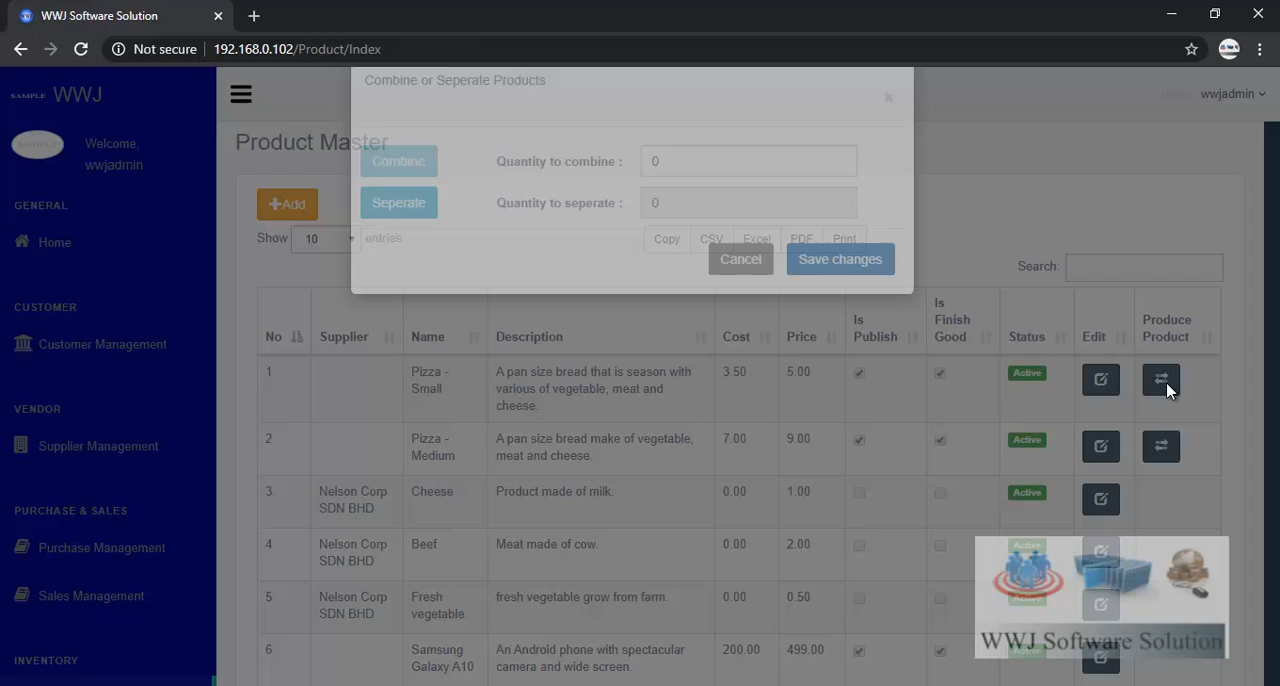 WWJ Software Solution
Not secure 192.168.0.102/Product/Index
SAMPLE WWJ
wwjadmin
Welcome,
wwjadmin
GENERAL
Home
CUSTOMER
Customer Management
VENDOR
Supplier Management
PURCHASE & SALES
Purchase Management
Sales Management
INVENTORY
Combine or Seperate Products
Combine Quantity to combine : 0
Seperate Quantity to seperate : 0
Cancel Save changes
Product Master
Add
Show 10 entries
Copy CSV Excel PDF Print
Search:
No Supplier Name Description Cost Price Is Publish Is Finish Good Status Edit Produce Product
1 Pizza - Small A pan size bread that is season with various of vegetable, meat and cheese. 3.50 5.00 Active
2 Pizza - Medium A pan size bread make of vegetable, meat and cheese. 7.00 9.00 Active
3 Nelson Corp SDN BHD Cheese Product made of milk. 0.00 1.00 Active
4 Nelson Corp SDN BHD Beef Meat made of cow. 0.00 2.00 Active
5 Nelson Corp SDN BHD Fresh vegetable fresh vegetable grow from farm. 0.00 0.50 Active
6 Samsung Galaxy A10 An Android phone with spectacular camera and wide screen. 200.00 499.00 Active
WWJ Software Solution